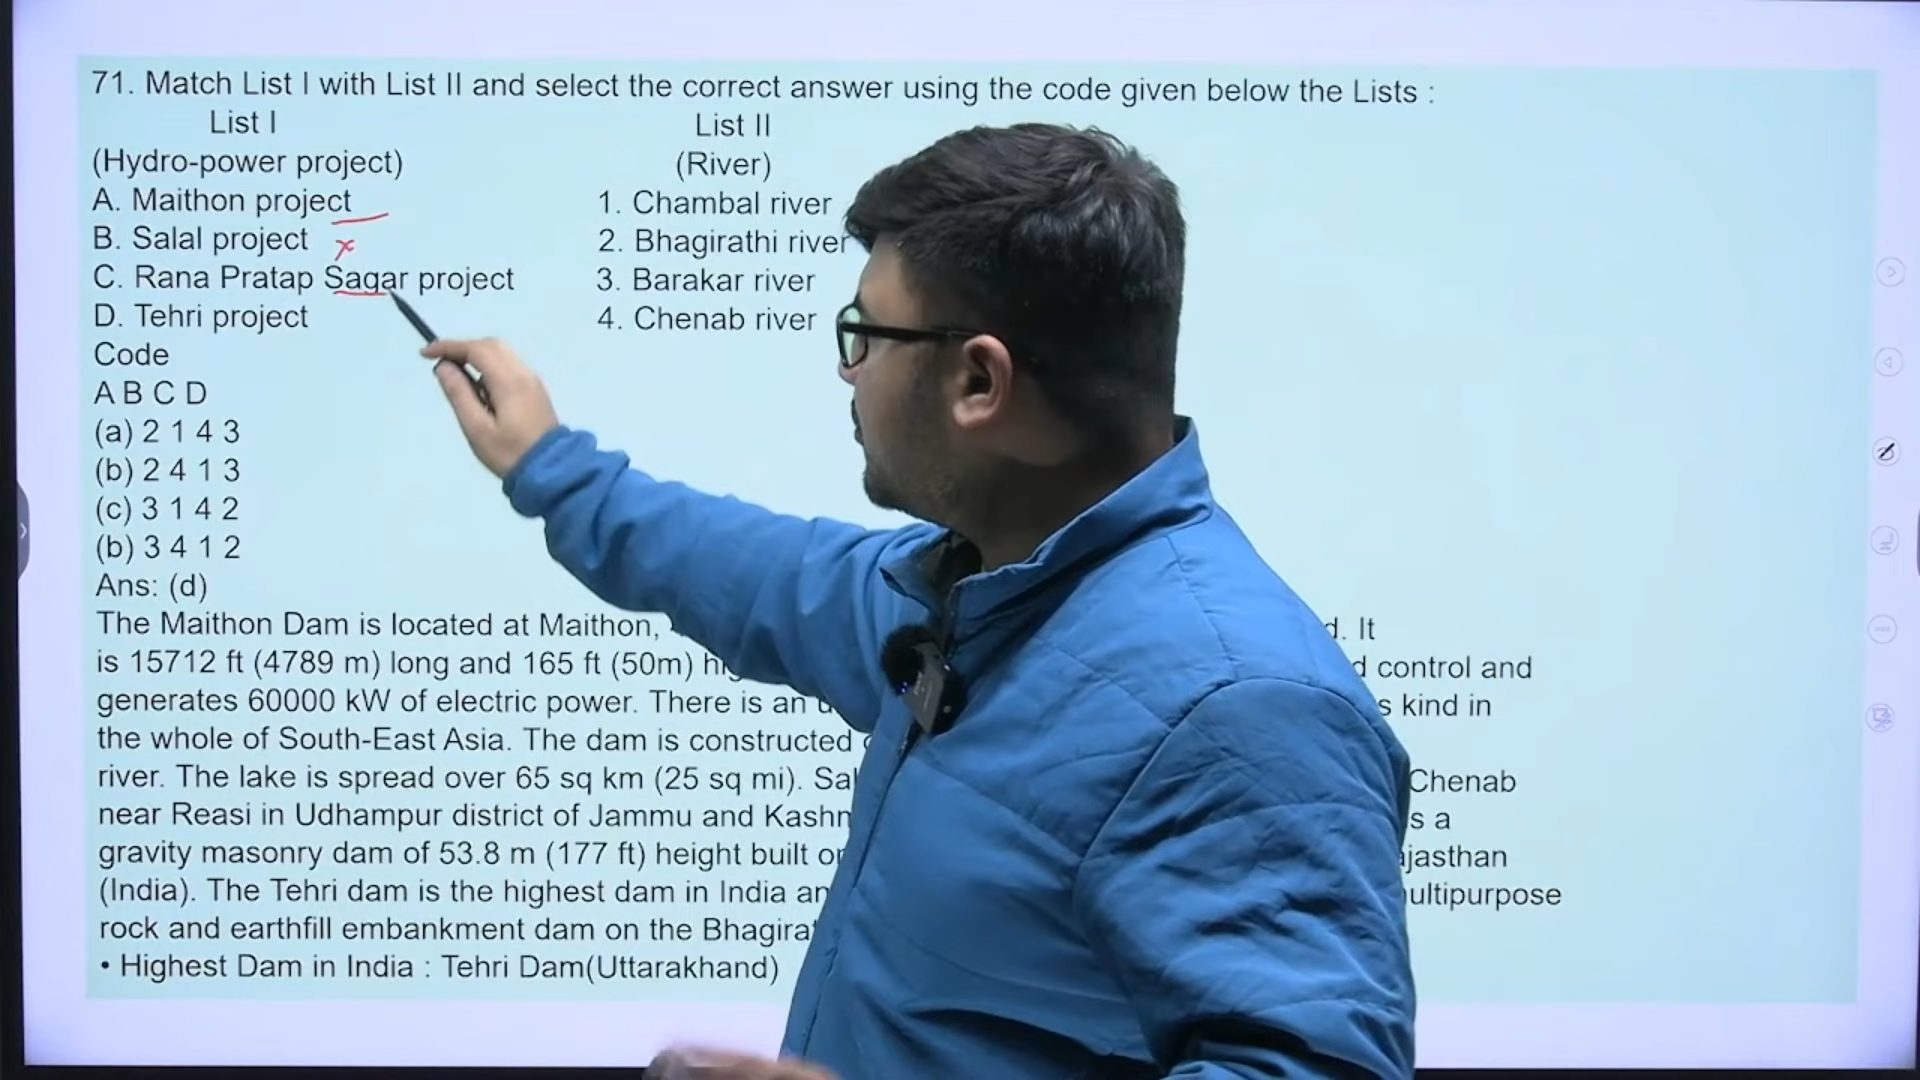 71. Match List I with List II and select the correct answer using the code given below the Lists :
List I List II
(Hydro-power project) (River)
A. Maithon project 1. Chambal river
B. Salal project 2. Bhagirathi river
C. Rana Pratap Sagar project 3. Barakar river
D. Tehri project 4. Chenab river
Code
A B C D
(a) 2 1 4 3
(b) 2 4 1 3
(c) 3 1 4 2
(b) 3 4 1 2
Ans: (d)
The Maithon Dam is located at Maithon, It
is 15712 ft (4789 m) long and 165 ft (50m) control and
generates 60000 kW of electric power. There is an kind in
the whole of South-East Asia. The dam is constructed
river. The lake is spread over 65 sq km (25 sq mi). Chenab
near Reasi in Udhampur district of Jammu and a
gravity masonry dam of 53.8 m (177 ft) height built
(India). The Tehri dam is the highest dam in India
rock and earthfill embankment dam on the
• Highest Dam in India : Tehri Dam(Uttarakhand)